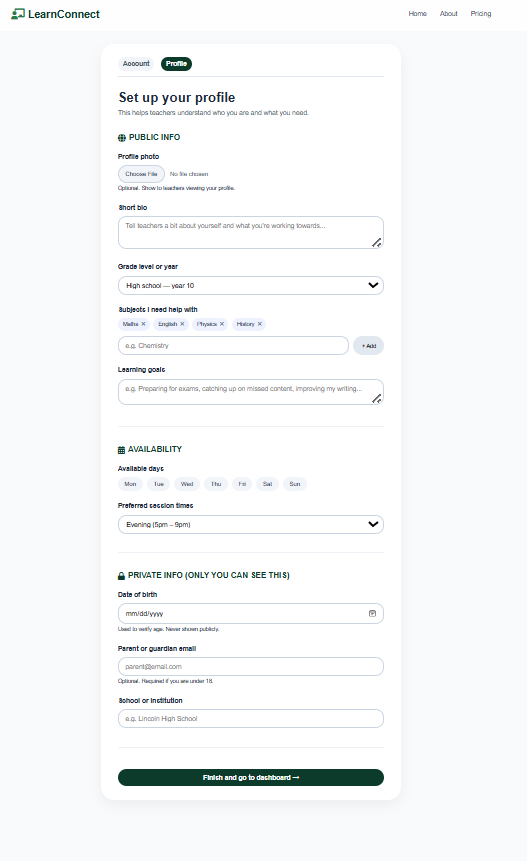 LearnConnect
Home About Pricing
Account Profile
Set up your profile
This helps teachers understand who you are and what you need.
PUBLIC INFO
Profile photo
Choose File No file chosen
Optional. Show to teachers viewing your profile.
Short bio
Tell teachers a bit about yourself and what you're working towards...
Grade level or year
High school — year 10
Subjects I need help with
Maths ✕ English ✕ Physics ✕ History ✕
e.g. Chemistry
+ Add
Learning goals
e.g. Preparing for exams, catching up on missed content, improving my writing...
AVAILABILITY
Available days
Mon Tue Wed Thu Fri Sat Sun
Preferred session times
Evening (5pm – 9pm)
PRIVATE INFO (ONLY YOU CAN SEE THIS)
Date of birth
mm/dd/yyyy
Used to verify age. Never shown publicly.
Parent or guardian email
parent@email.com
Optional. Required if you are under 18.
School or institution
e.g. Lincoln High School
Finish and go to dashboard →